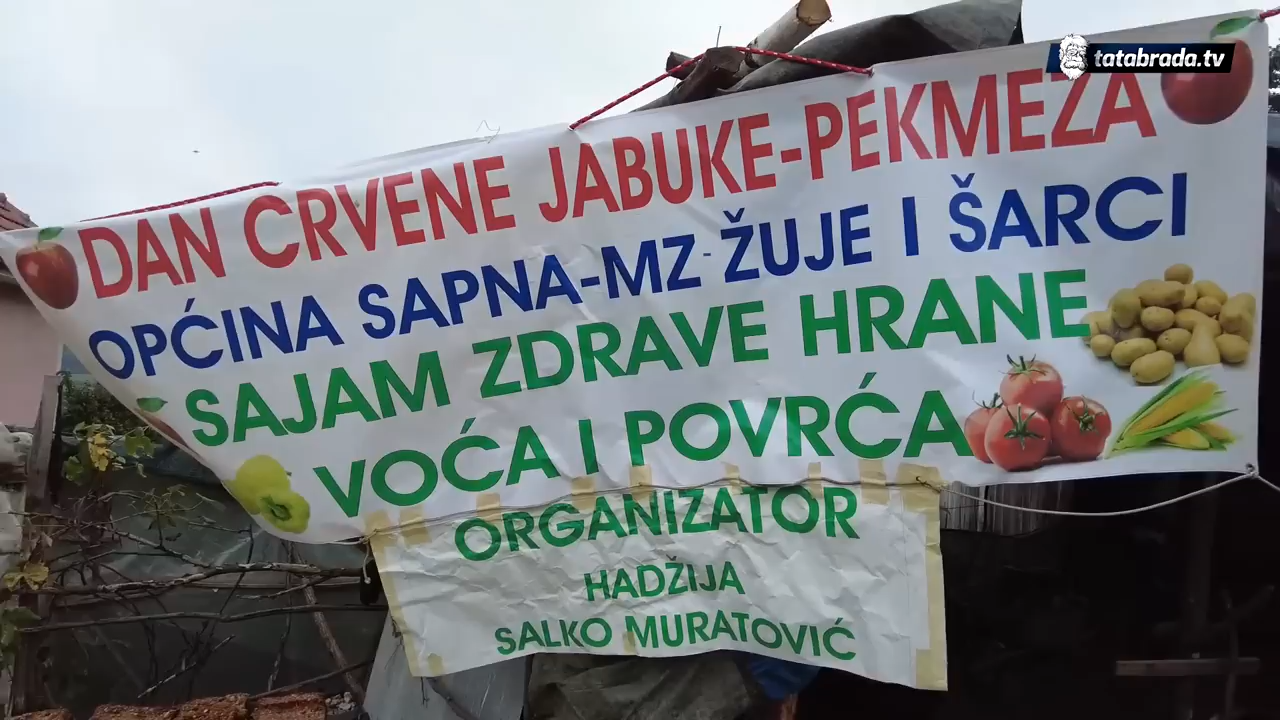 tatabrada.tv
DAN CRVENE JABUKE-PEKMEZA
OPĆINA SAPNA-MZ-ŽUJE I ŠARCI
SAJAM ZDRAVE HRANE
VOĆA I POVRĆA
ORGANIZATOR
HADŽIJA
SALKO MURATOVIĆ